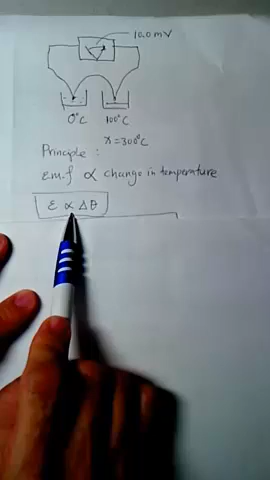 10.0 mV
0°C 100°C
x = 300°C
Principle :
e.m.f ∝ change in temperature
ε ∝ Δθ